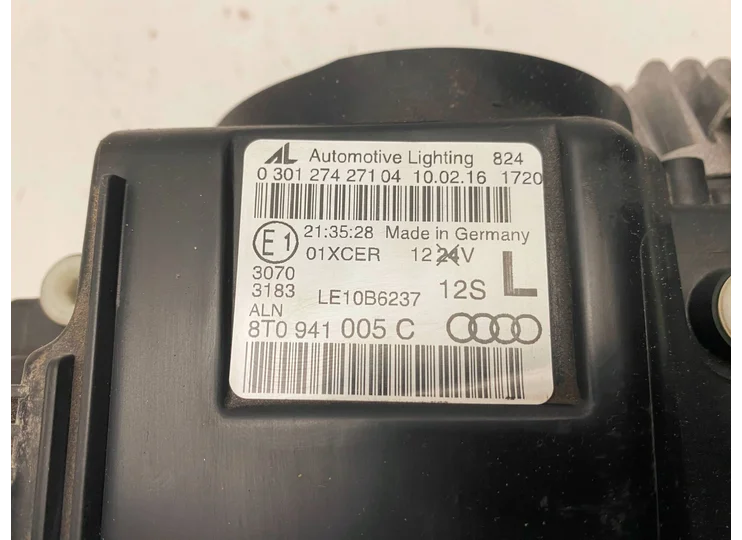 AL Automotive Lighting 824
0 301 274 271 04 10.02.16 1720
21:35:28 Made in Germany
E1 01XCER 12 24V
3070
3183 LE10B6237 12S L
ALN
8T0 941 005 C